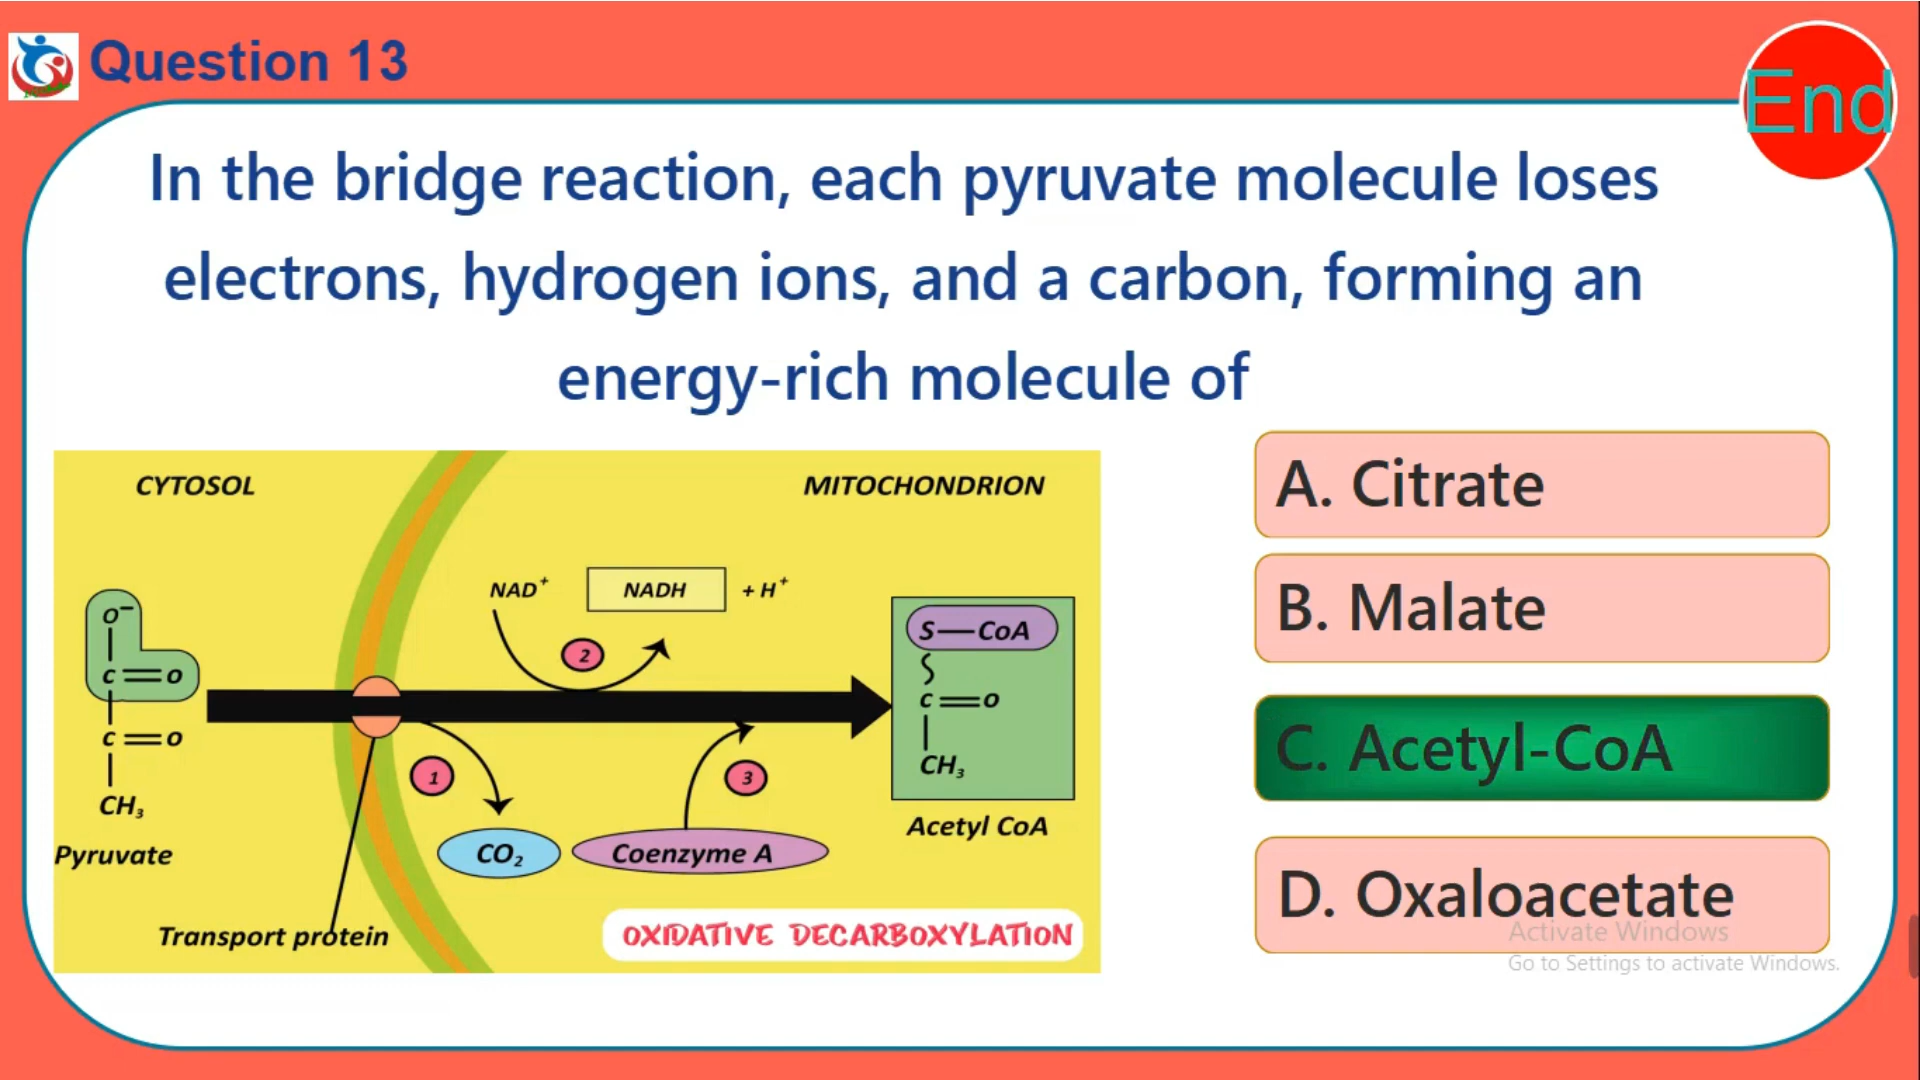 Question 13
End
In the bridge reaction, each pyruvate molecule loses
electrons, hydrogen ions, and a carbon, forming an
energy-rich molecule of
CYTOSOL
MITOCHONDRION
NAD+
NADH
+ H+
2
O−
C=O
C=O
CH3
Pyruvate
S—CoA
C=O
CH3
Acetyl CoA
1
3
CO2
Coenzyme A
Transport protein
OXIDATIVE DECARBOXYLATION
A. Citrate
B. Malate
C. Acetyl-CoA
D. Oxaloacetate
Activate Windows
Go to Settings to activate Windows.